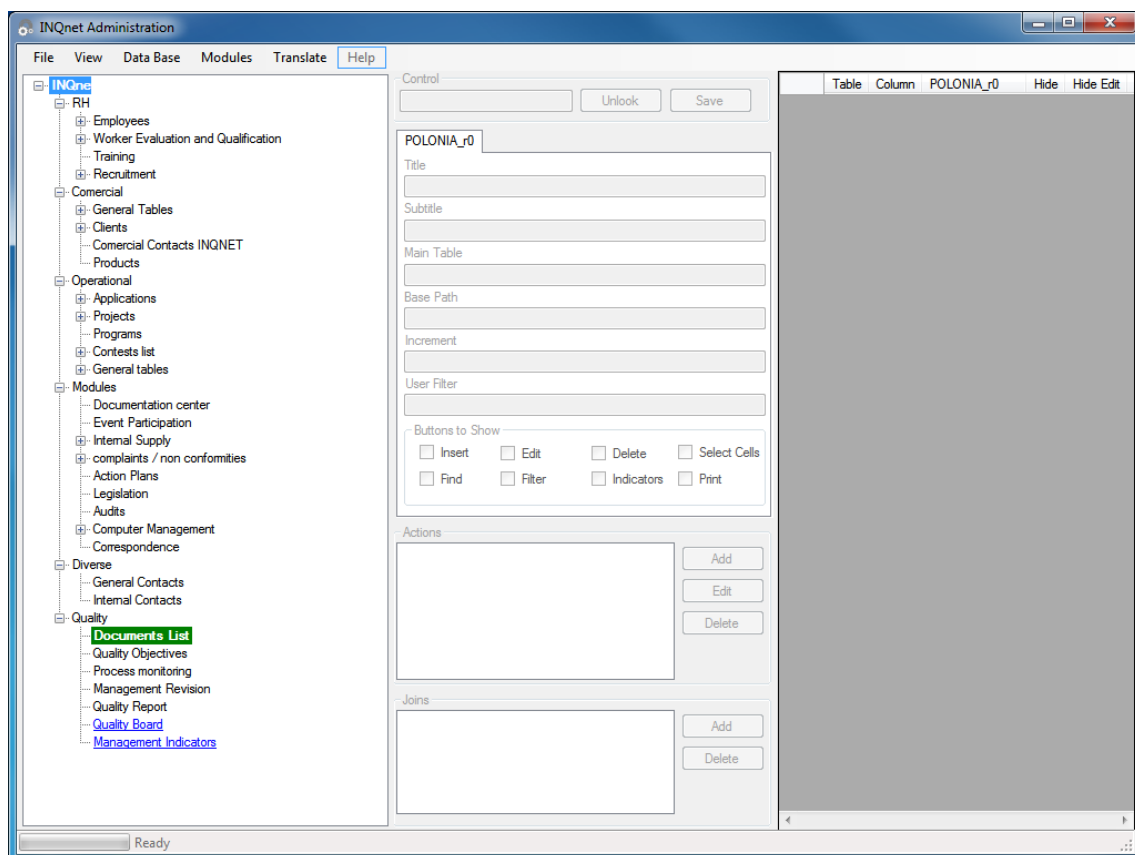 INQnet Administration
File View Data Base Modules Translate Help
INQne
RH
Employees
Worker Evaluation and Qualification
Training
Recruitment
Comercial
General Tables
Clients
Comercial Contacts INQNET
Products
Operational
Applications
Projects
Programs
Contests list
General tables
Modules
Documentation center
Event Participation
Internal Supply
complaints / non conformities
Action Plans
Legislation
Audits
Computer Management
Correspondence
Diverse
General Contacts
Internal Contacts
Quality
Documents List
Quality Objectives
Process monitoring
Management Revision
Quality Report
Quality Board
Management Indicators
Control
Unlook Save
POLONIA_r0
Title
Subtitle
Main Table
Base Path
Increment
User Filter
Buttons to Show
Insert Edit Delete Select Cells
Find Filter Indicators Print
Actions
Add
Edit
Delete
Joins
Add
Delete
Table Column POLONIA_r0 Hide Hide Edit
Ready